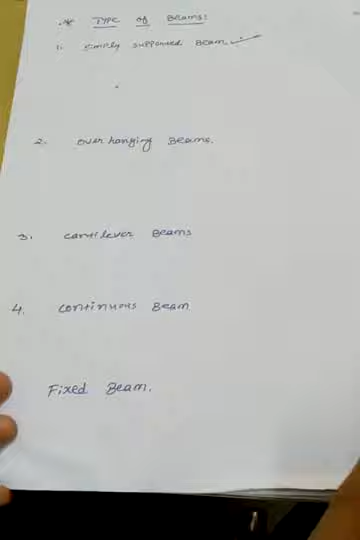 * Type of Beams:
1. Simply supported Beam ✓
2. over hanging Beams.
3. cantilever Beams
4. continuous Beam
Fixed Beam.